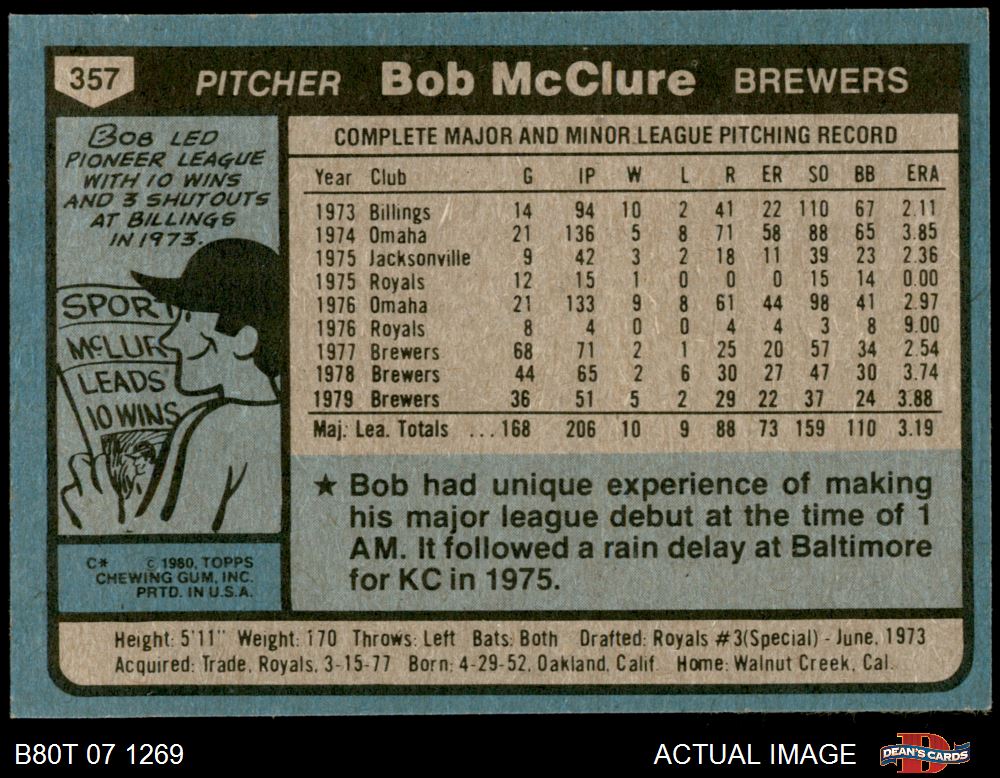 357 PITCHER Bob McClure BREWERS
BOB LED
PIONEER LEAGUE
WITH 10 WINS
AND 3 SHUTOUTS
AT BILLINGS
IN 1973.
SPORT
McLUR
LEADS
10 WINS
C* © 1980, TOPPS
CHEWING GUM, INC.
PRTD. IN U.S.A.
COMPLETE MAJOR AND MINOR LEAGUE PITCHING RECORD
Year Club G IP W L R ER SO BB ERA
1973 Billings 14 94 10 2 41 22 110 67 2.11
1974 Omaha 21 136 5 8 71 58 88 65 3.85
1975 Jacksonville 9 42 3 2 18 11 39 23 2.36
1975 Royals 12 15 1 0 0 0 15 14 0.00
1976 Omaha 21 133 9 8 61 44 98 41 2.97
1976 Royals 8 4 0 0 4 4 3 8 9.00
1977 Brewers 68 71 2 1 25 20 57 34 2.54
1978 Brewers 44 65 2 6 30 27 47 30 3.74
1979 Brewers 36 51 5 2 29 22 37 24 3.88
Maj. Lea. Totals ... 168 206 10 9 88 73 159 110 3.19
★ Bob had unique experience of making
his major league debut at the time of 1
AM. It followed a rain delay at Baltimore
for KC in 1975.
Height: 5'11" Weight: 170 Throws: Left Bats: Both Drafted: Royals #3(Special) - June, 1973
Acquired: Trade, Royals, 3-15-77 Born: 4-29-52, Oakland, Calif. Home: Walnut Creek, Cal.
B80T 07 1269 ACTUAL IMAGE DEAN'S CARDS